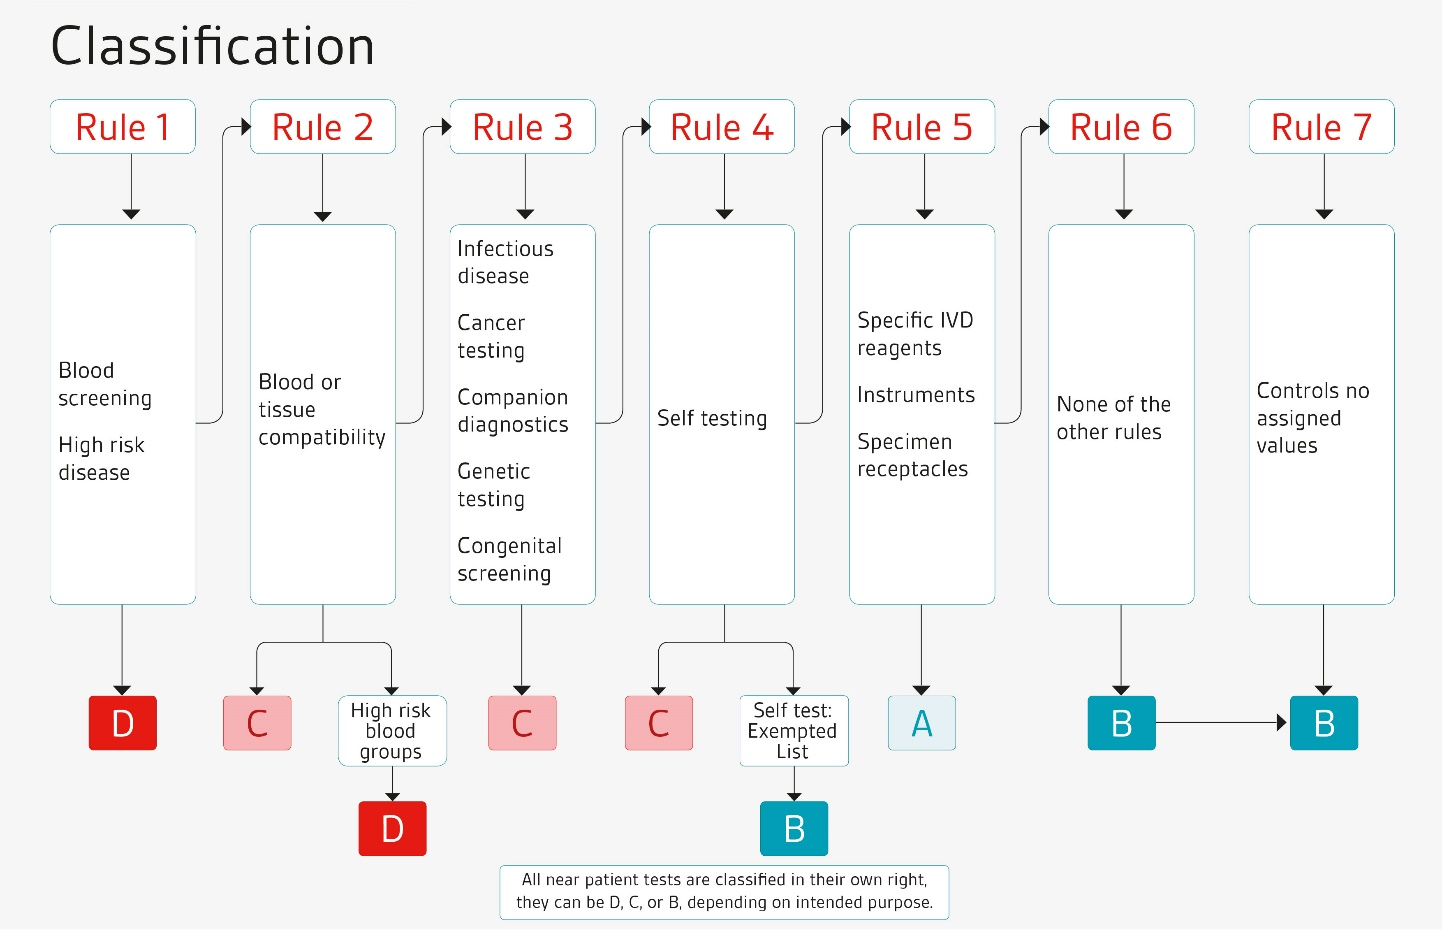 Classification
Rule 1
Rule 2
Rule 3
Rule 4
Rule 5
Rule 6
Rule 7
Blood
screening
High risk
disease
Blood or
tissue
compatibility
Infectious
disease
Cancer
testing
Companion
diagnostics
Genetic
testing
Congenital
screening
Self testing
Specific IVD
reagents
Instruments
Specimen
receptacles
None of the
other rules
Controls no
assigned
values
D
C
High risk
blood
groups
D
C
C
Self test:
Exempted
List
B
A
B
B
All near patient tests are classified in their own right,
they can be D, C, or B, depending on intended purpose.